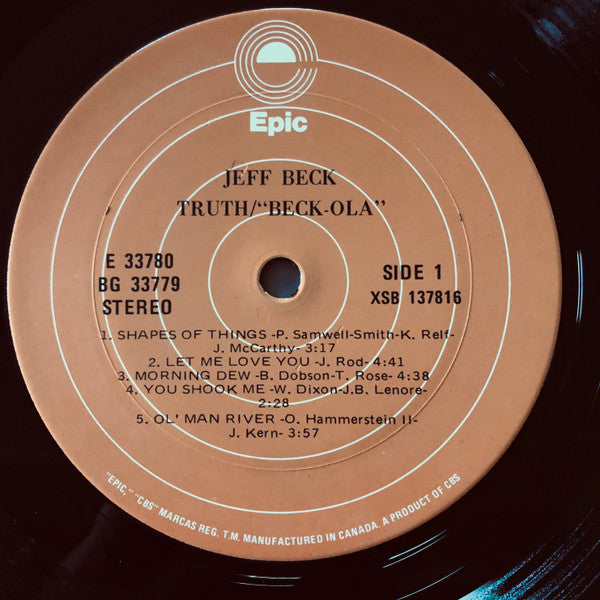 Epic
JEFF BECK
TRUTH/“BECK-OLA”
E 33780
BG 33779
STEREO
SIDE 1
XSB 137816
1. SHAPES OF THINGS -P. Samwell-Smith-K. Relf-
J. McCarthy- 3:17
2. LET ME LOVE YOU -J. Rod- 4:41
3. MORNING DEW -B. Dobson-T. Rose- 4:38
4. YOU SHOOK ME -W. Dixon-J.B. Lenore-
2:28
5. OL' MAN RIVER -O. Hammerstein II-
J. Kern- 3:57
"EPIC," "CBS" MARCAS REG. T.M. MANUFACTURED IN CANADA. A PRODUCT OF CBS